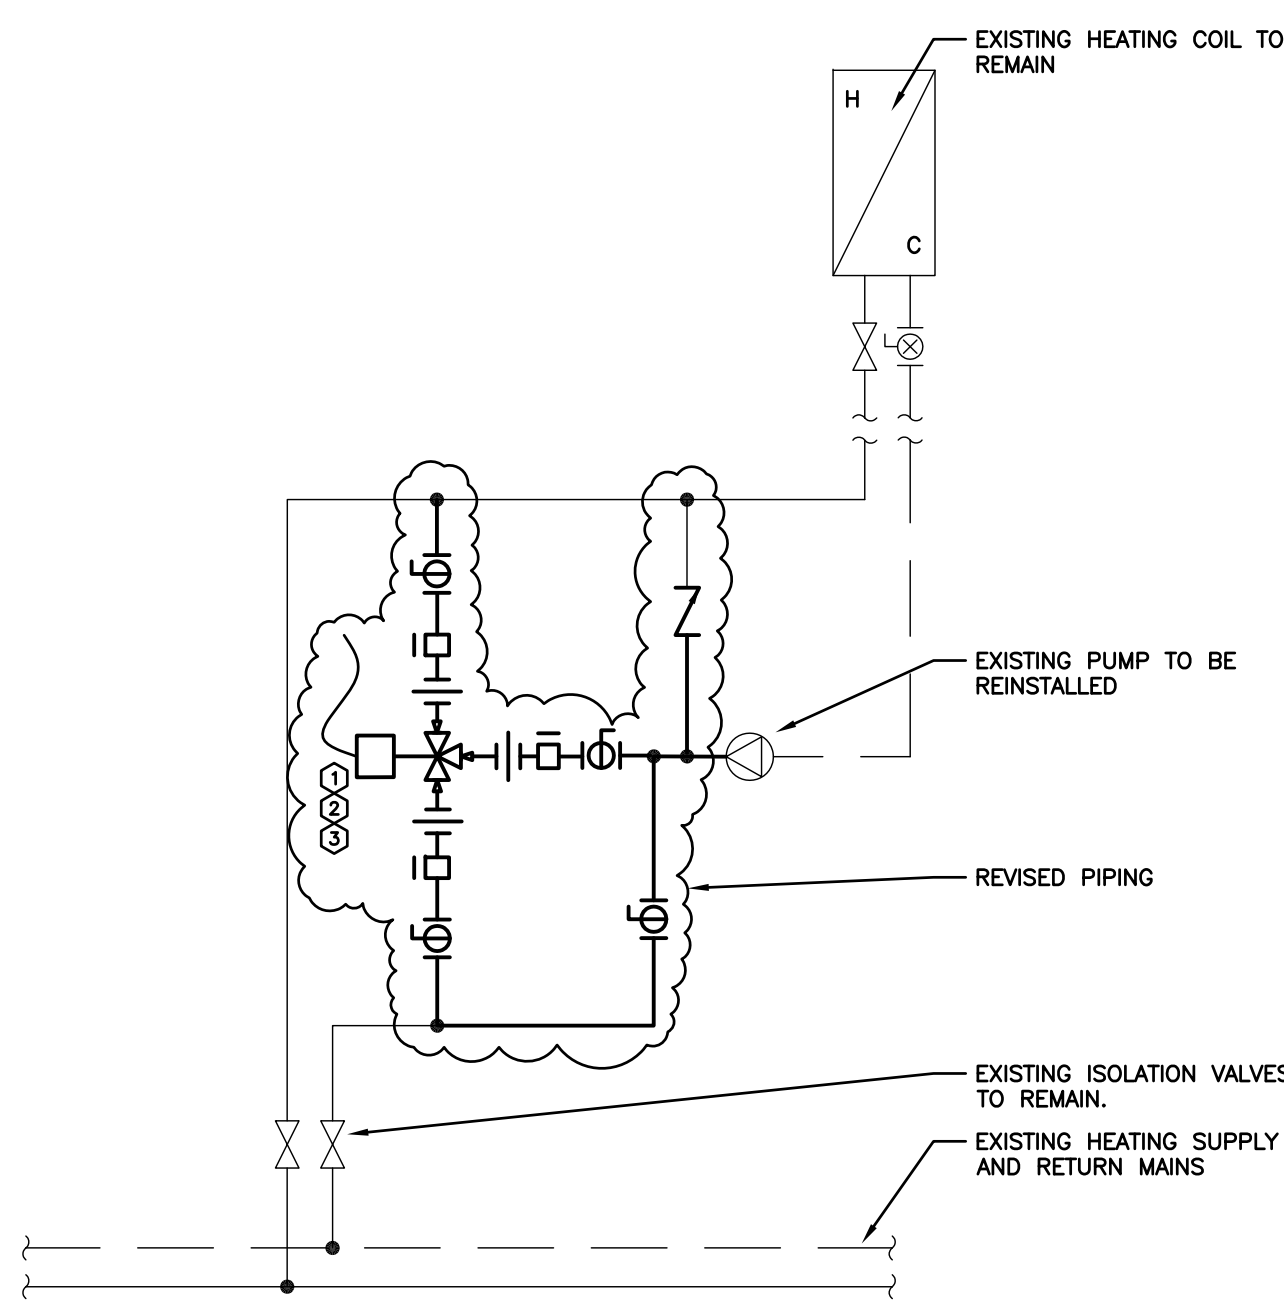 EXISTING HEATING COIL TO
REMAIN
H
C
EXISTING PUMP TO BE
REINSTALLED
1
2
3
REVISED PIPING
EXISTING ISOLATION VALVES
TO REMAIN.
EXISTING HEATING SUPPLY
AND RETURN MAINS